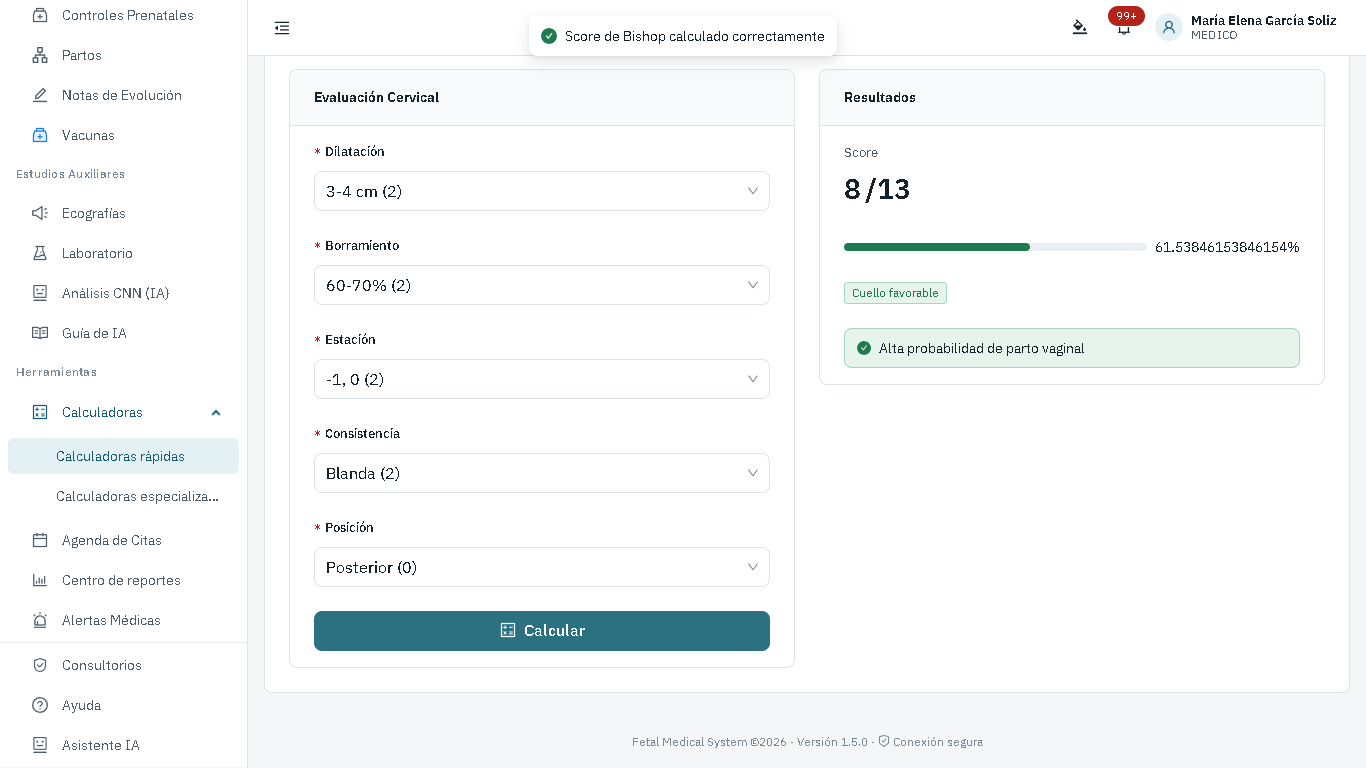 Controles Prenatales
Partos
Notas de Evolución
Vacunas
Estudios Auxiliares
Ecografías
Laboratorio
Análisis CNN (IA)
Guía de IA
Herramientas
Calculadoras
Calculadoras rápidas
Calculadoras especializa...
Agenda de Citas
Centro de reportes
Alertas Médicas
Consultorios
Ayuda
Asistente IA
Score de Bishop calculado correctamente
99+
María Elena García Soliz
MEDICO
Evaluación Cervical
* Dilatación
3-4 cm (2)
* Borramiento
60-70% (2)
* Estación
-1, 0 (2)
* Consistencia
Blanda (2)
* Posición
Posterior (0)
Calcular
Resultados
Score
8 /13
61.53846153846154%
Cuello favorable
Alta probabilidad de parto vaginal
Fetal Medical System ©2026 - Versión 1.5.0 - Conexión segura